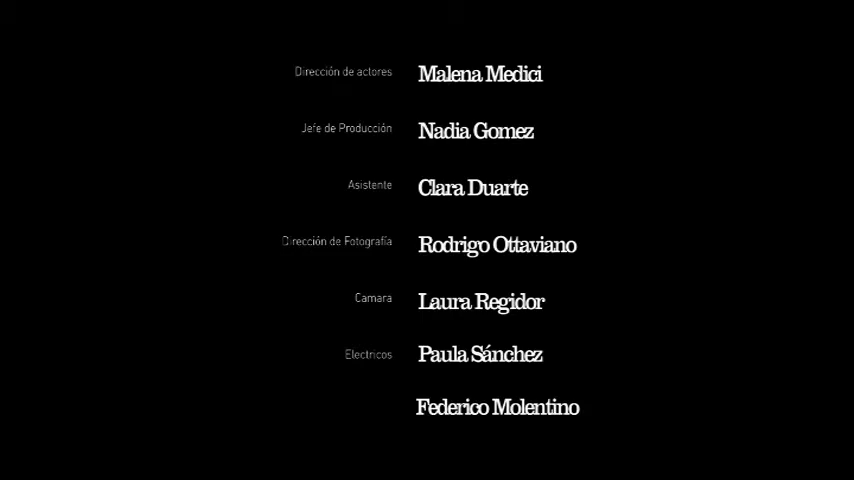 Dirección de actores Malena Medici
Jefe de Producción Nadia Gomez
Asistente Clara Duarte
Dirección de Fotografía Rodrigo Ottaviano
Camara Laura Regidor
Electricos Paula Sánchez
Federico Molentino